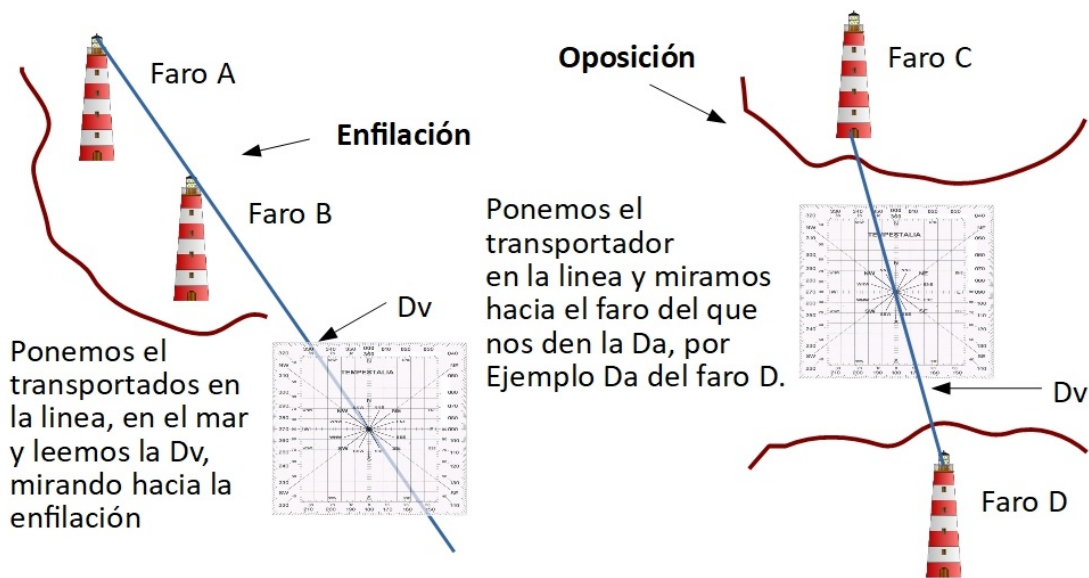 Faro A
Enfilación
Faro B
Dv
Ponemos el
transportados en
la linea, en el mar
y leemos la Dv,
mirando hacia la
enfilación
TEMPESTALIA
Oposición
Faro C
Ponemos el
transportador
en la linea y miramos
hacia el faro del que
nos den la Da, por
Ejemplo Da del faro D.
TEMPESTALIA
Dv
Faro D